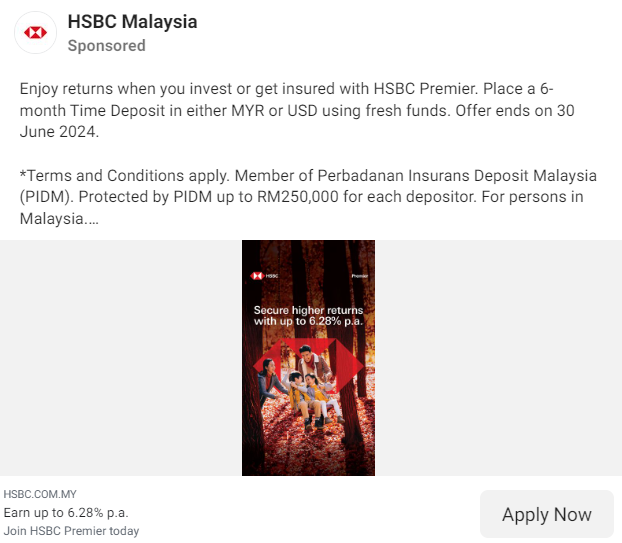 HSBC Malaysia
Sponsored
Enjoy returns when you invest or get insured with HSBC Premier. Place a 6-
month Time Deposit in either MYR or USD using fresh funds. Offer ends on 30
June 2024.
*Terms and Conditions apply. Member of Perbadanan Insurans Deposit Malaysia
(PIDM). Protected by PIDM up to RM250,000 for each depositor. For persons in
Malaysia....
HSBC Premier
Secure higher returns
with up to 6.28% p.a.
HSBC.COM.MY
Earn up to 6.28% p.a.
Join HSBC Premier today
Apply Now